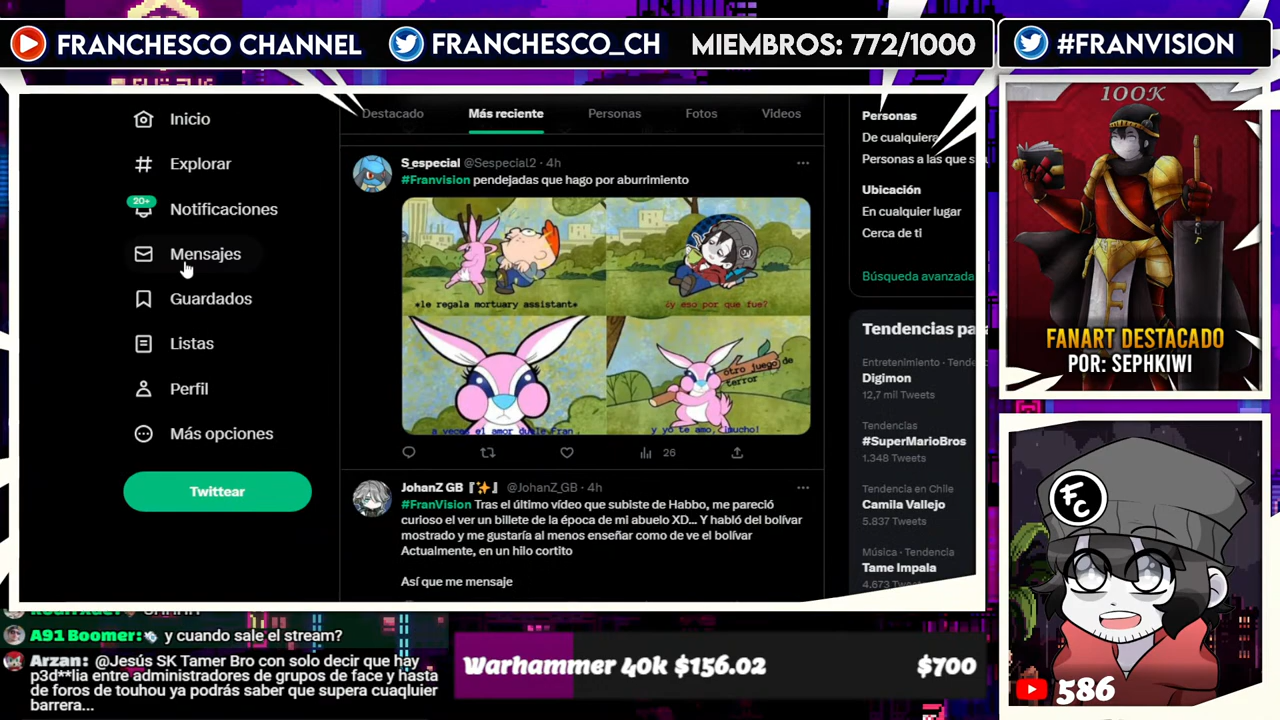 FRANCHESCO CHANNEL
FRANCHESCO_CH
MIEMBROS: 772/1000
#FRANVISION
Inicio
Explorar
20+
Notificaciones
Mensajes
Guardados
Listas
Perfil
Más opciones
Twittear
Destacado
Más reciente
Personas
Fotos
Videos
S_especial @Sespecial2 · 4h
#Franvision pendejadas que hago por aburrimiento
*le regala mortuary assistant*
¿y eso por que fue?
a veces el amor duele Fran
otro juego de
terror
y yo te amo, ¡mucho!
26
JohanZ GB『✨』 @JohanZ_GB · 4h
#FranVision Tras el último vídeo que subiste de Habbo, me pareció
curioso el ver un billete de la época de mi abuelo XD... Y habló del bolívar
mostrado y me gustaría al menos enseñar como de ve el bolívar
Actualmente, en un hilo cortito
Así que me mensaje
Personas
De cualquiera
Personas a las que s
Ubicación
En cualquier lugar
Cerca de ti
Búsqueda avanzada
Tendencias pa
Entretenimiento · Tende
Digimon
12,7 mil Tweets
Tendencias
#SuperMarioBros
1.348 Tweets
Tendencia en Chile
Camila Vallejo
5.837 Tweets
Música · Tendencia
Tame Impala
4.673 Tweets
100K
FANART DESTACADO
POR: SEPHKIWI
FC
586
A91 Boomer: y cuando sale el stream?
Arzan: @Jesús SK Tamer Bro con solo decir que hay
p3d**lia entre administradores de grupos de face y hasta
de foros de touhou ya podrás saber que supera cuaqluier
barrera...
Warhammer 40k $156.02
$700